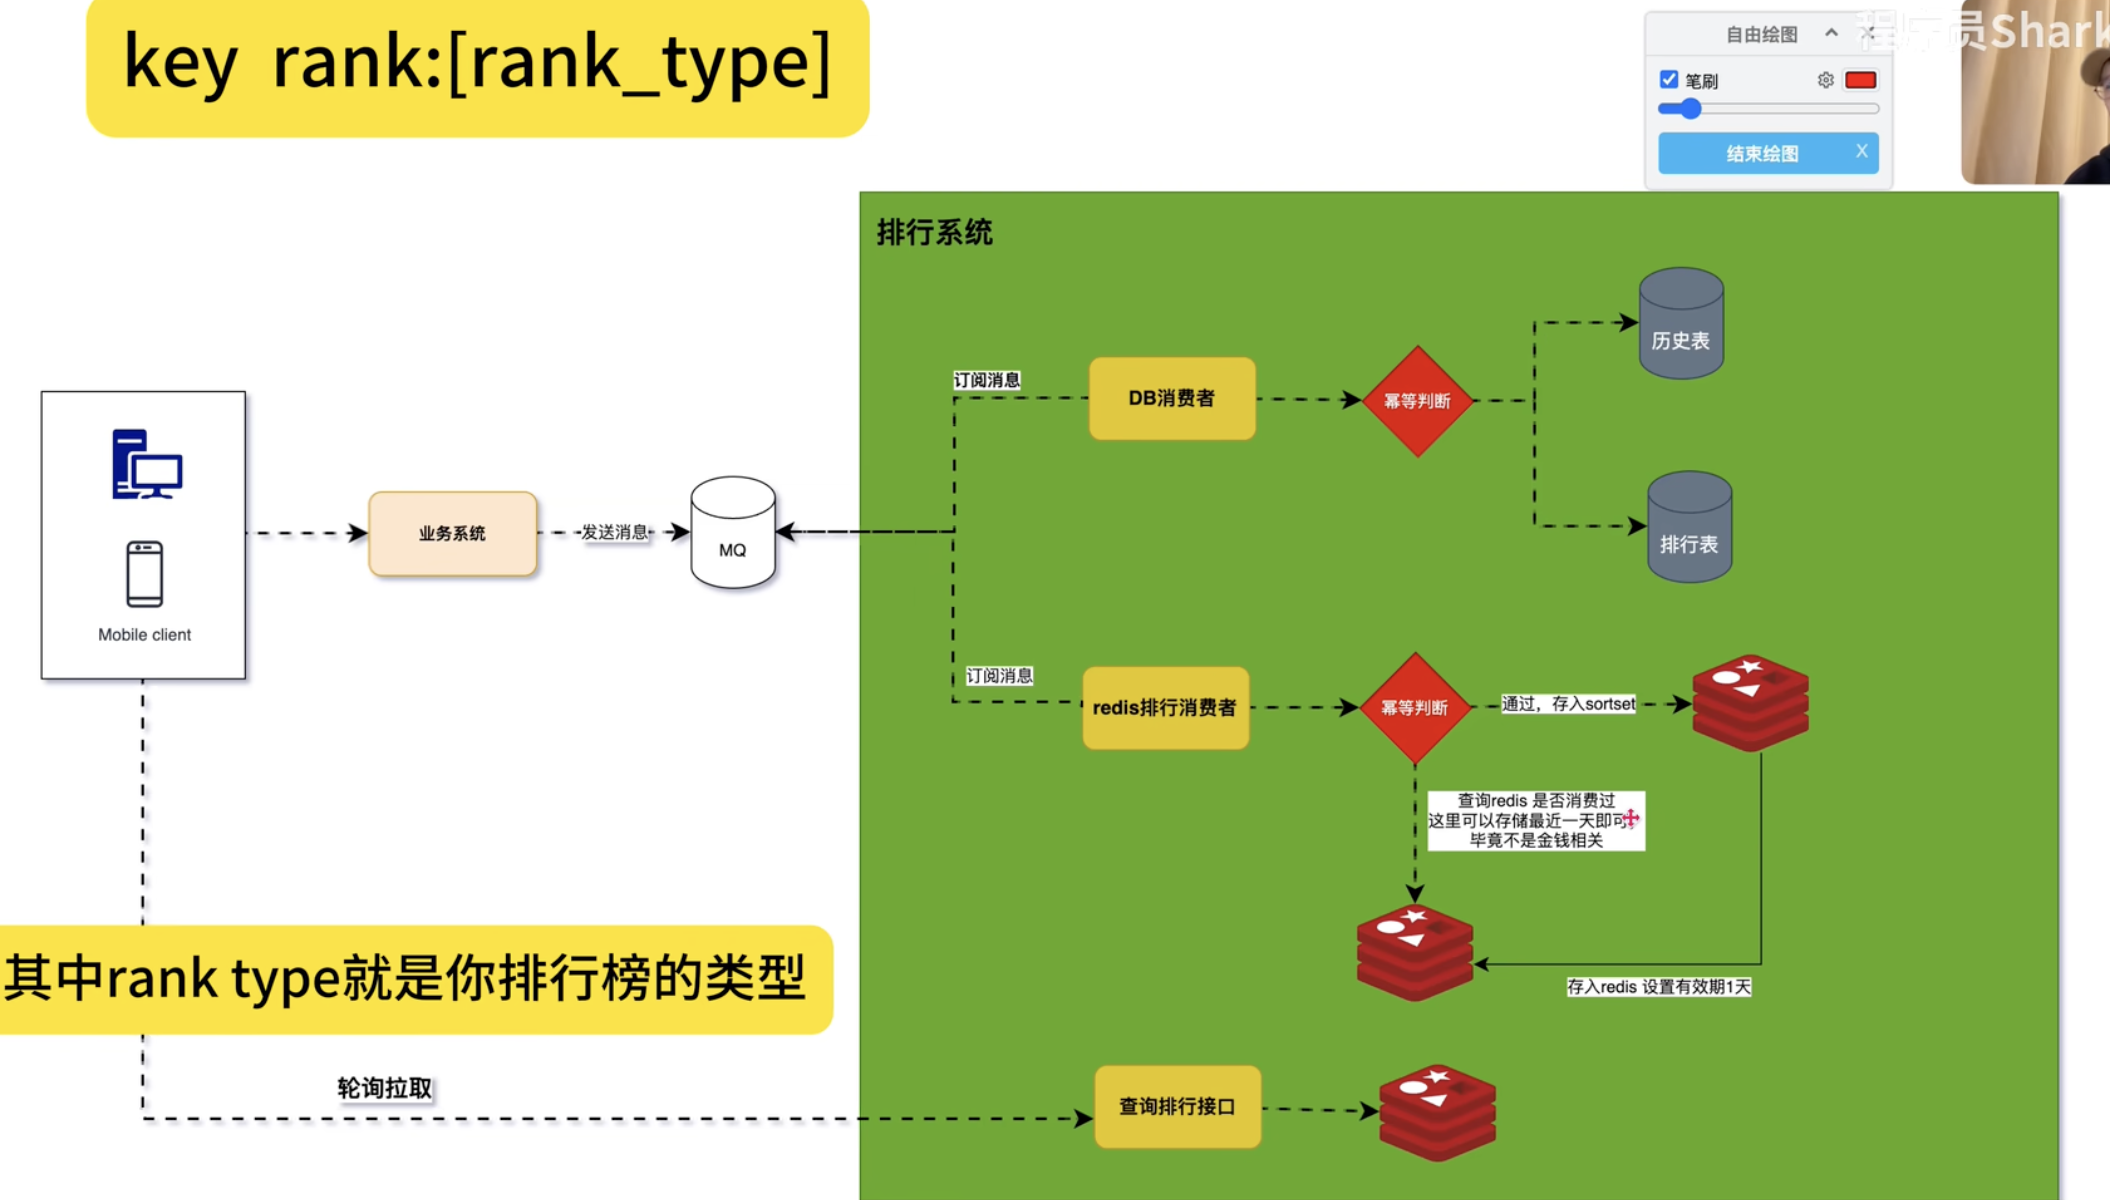 key rank:[rank_type]
自由绘图
程序员Shark
笔刷
结束绘图 X
排行系统
历史表
订阅消息
DB消费者
幂等判断
业务系统
发送消息
MQ
排行表
Mobile client
订阅消息
redis排行消费者
幂等判断
通过，存入sortset
查询redis 是否消费过
这里可以存储最近一天即可
毕竟不是金钱相关
其中rank type就是你排行榜的类型
存入redis 设置有效期1天
轮询拉取
查询排行接口